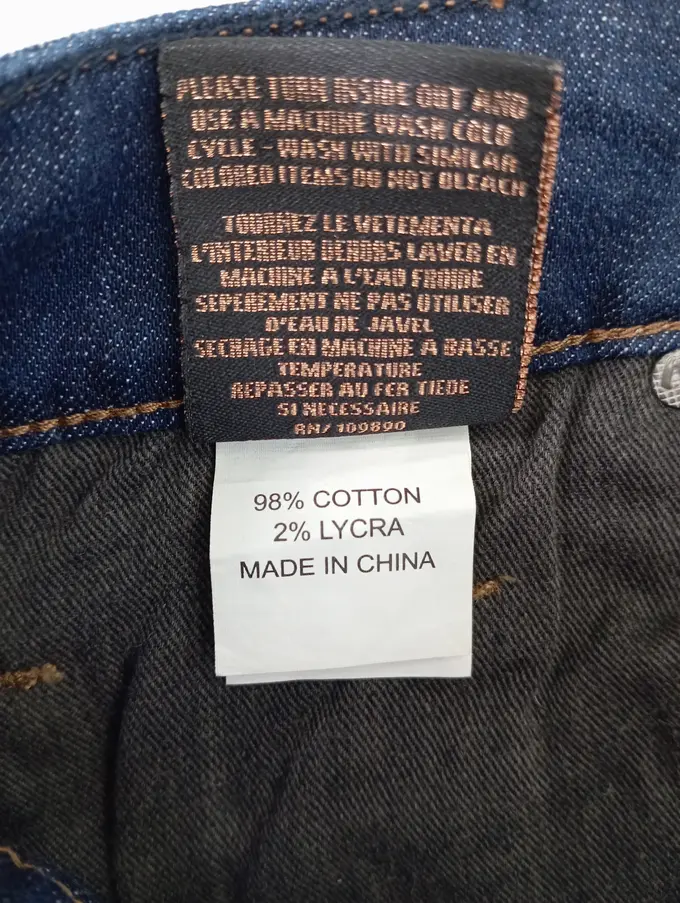 PLEASE TURN INSIDE OUT AND
USE A MACHINE WASH COLD
CYCLE - WASH WITH SIMILAR
COLORED ITEMS DO NOT BLEACH
TOURNEZ LE VETEMENTA
L'INTERIEUR DEHORS LAVER EN
MACHINE A L'EAU FROIDE
SEPEREMENT NE PAS UTILISER
D'EAU DE JAVEL
SECHAGE EN MACHINE A BASSE
TEMPERATURE
REPASSER AU FER TIEDE
SI NECESSAIRE
RN/ 109890
98% COTTON
2% LYCRA
MADE IN CHINA